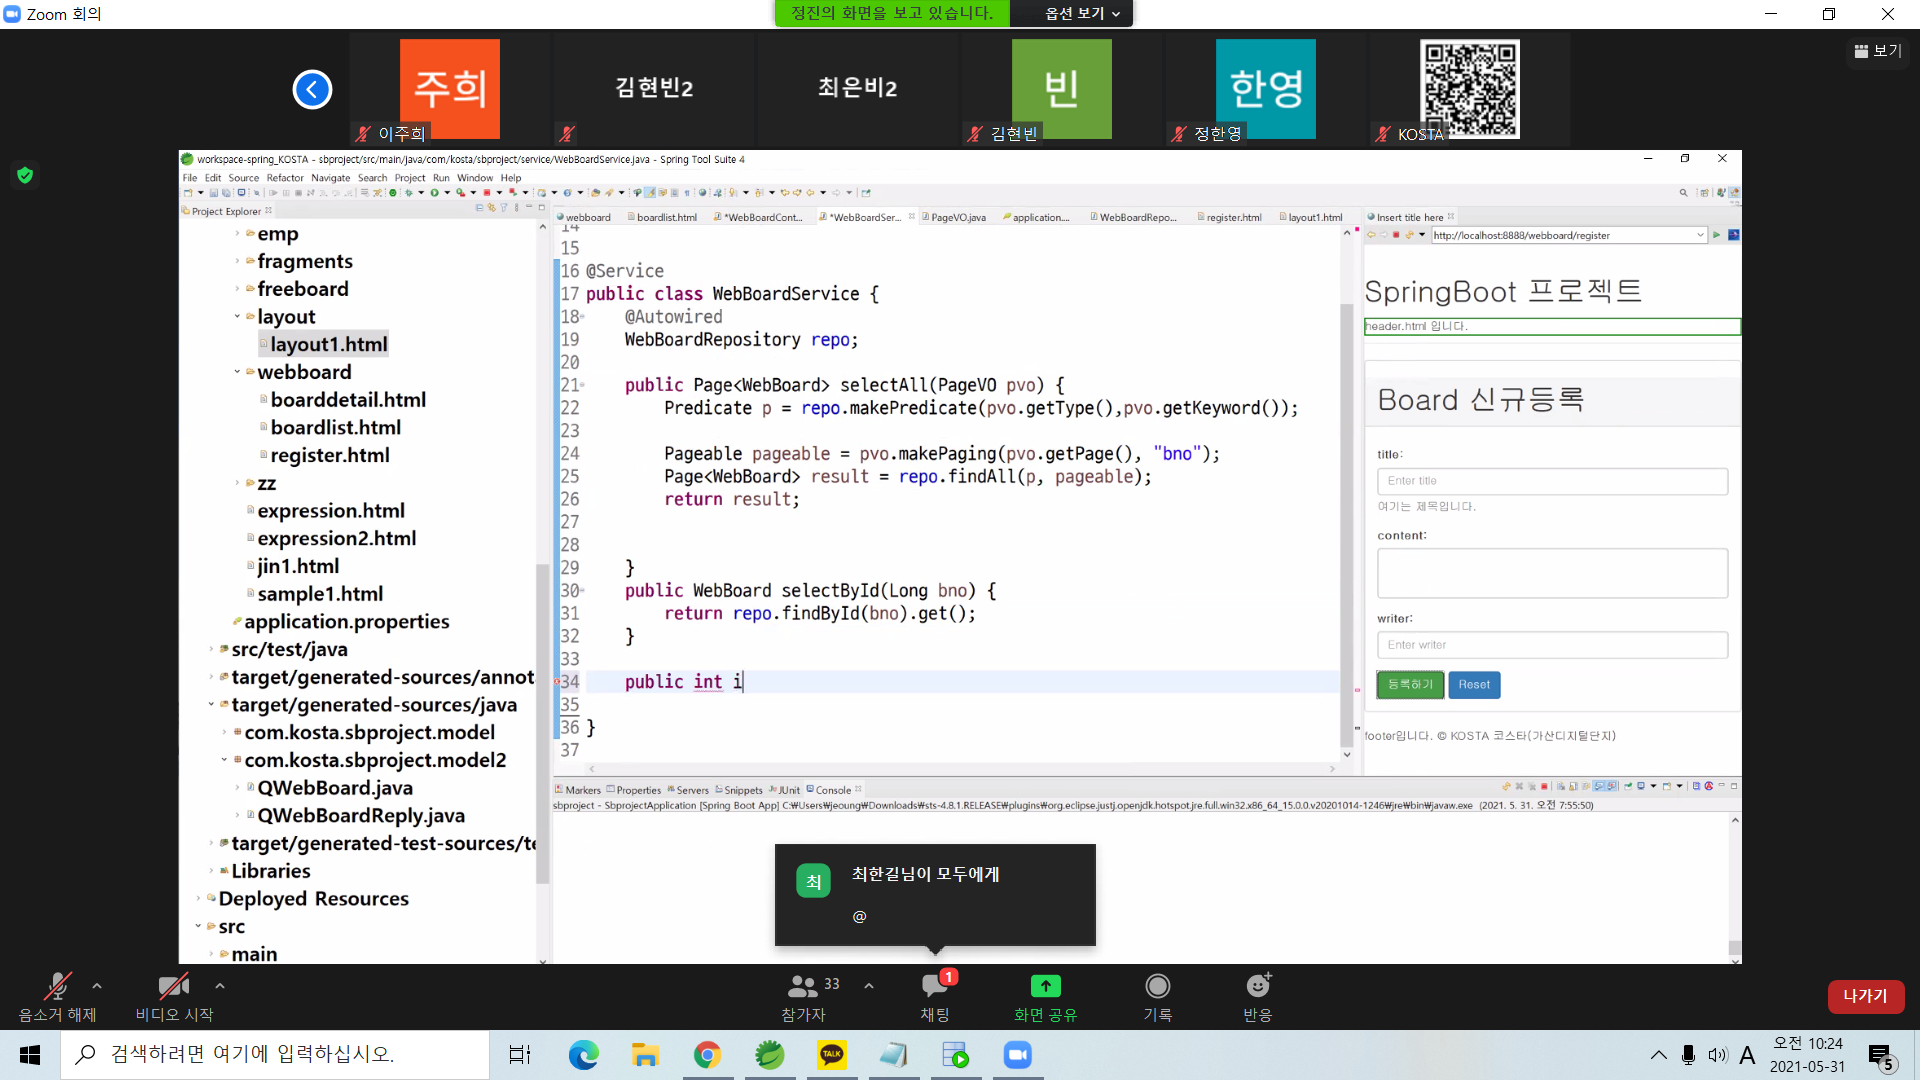 Zoom 회의
정진의 화면을 보고 있습니다.
옵션 보기
보기
주희
이주희
김현빈2
최은비2
빈
김현빈
한영
정한영
KOSTA
workspace-spring_KOSTA - sbproject/src/main/java/com/kosta/sbproject/service/WebBoardService.java - Spring Tool Suite 4
File Edit Source Refactor Navigate Search Project Run Window Help
Project Explorer
emp
fragments
freeboard
layout
layout1.html
webboard
boarddetail.html
boardlist.html
register.html
zz
expression.html
expression2.html
jin1.html
sample1.html
application.properties
src/test/java
target/generated-sources/annot
target/generated-sources/java
com.kosta.sbproject.model
com.kosta.sbproject.model2
QWebBoard.java
QWebBoardReply.java
target/generated-test-sources/te
Libraries
Deployed Resources
src
main
webboard boardlist.html *WebBoardCont... *WebBoardSer... PageVO.java application.... WebBoardRepo... register.html layout1.html
14
15
16 @Service
17 public class WebBoardService {
18 @Autowired
19 WebBoardRepository repo;
20
21 public Page<WebBoard> selectAll(PageVO pvo) {
22 Predicate p = repo.makePredicate(pvo.getType(),pvo.getKeyword());
23
24 Pageable pageable = pvo.makePaging(pvo.getPage(), "bno");
25 Page<WebBoard> result = repo.findAll(p, pageable);
26 return result;
27
28
29 }
30 public WebBoard selectById(Long bno) {
31 return repo.findById(bno).get();
32 }
33
34 public int i
35
36 }
37
Insert title here
http://localhost:8888/webboard/register
SpringBoot 프로젝트
header.html 입니다.
Board 신규등록
title:
Enter title
여기는 제목입니다.
content:
writer:
Enter writer
등록하기 Reset
footer입니다. © KOSTA 코스타(가산디지털단지)
Markers Properties Servers Snippets JUnit Console
sbproject - SbprojectApplication [Spring Boot App] C:₩Users₩jeoung₩Downloads₩sts-4.8.1.RELEASE₩plugins₩org.eclipse.justj.openjdk.hotspot.jre.full.win32.x86_64_15.0.0.v20201014-1246₩jre₩bin₩javaw.exe (2021. 5. 31. 오전 7:55:50)
최
최한길님이 모두에게
@
음소거 해제
비디오 시작
33
참가자
1
채팅
화면 공유
기록
반응
나가기
검색하려면 여기에 입력하십시오.
TALK
A
오전 10:24
2021-05-31
5